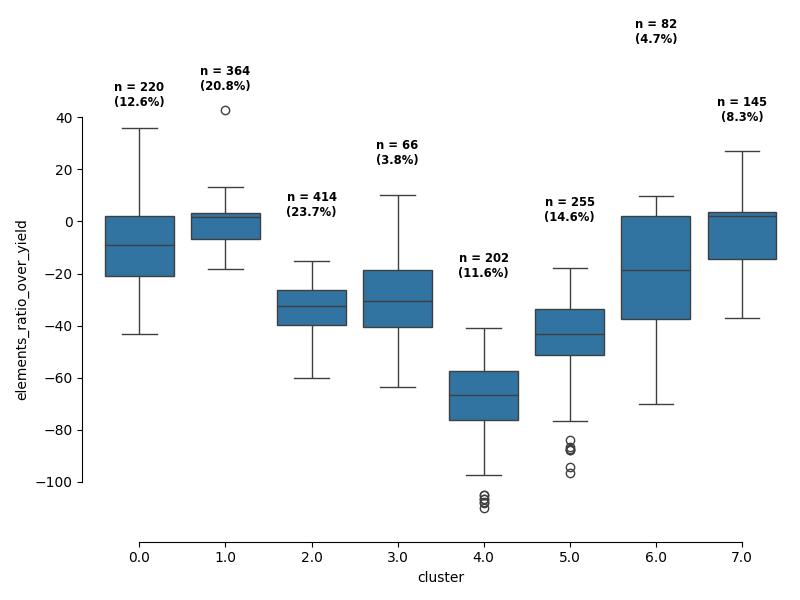 n = 82
(4.7%)
n = 364
(20.8%)
n = 220
(12.6%)
n = 145
(8.3%)
n = 66
(3.8%)
n = 414
(23.7%)
n = 255
(14.6%)
n = 202
(11.6%)
elements_ratio_over_yield
40
20
0
−20
−40
−60
−80
−100
0.0 1.0 2.0 3.0 4.0 5.0 6.0 7.0
cluster